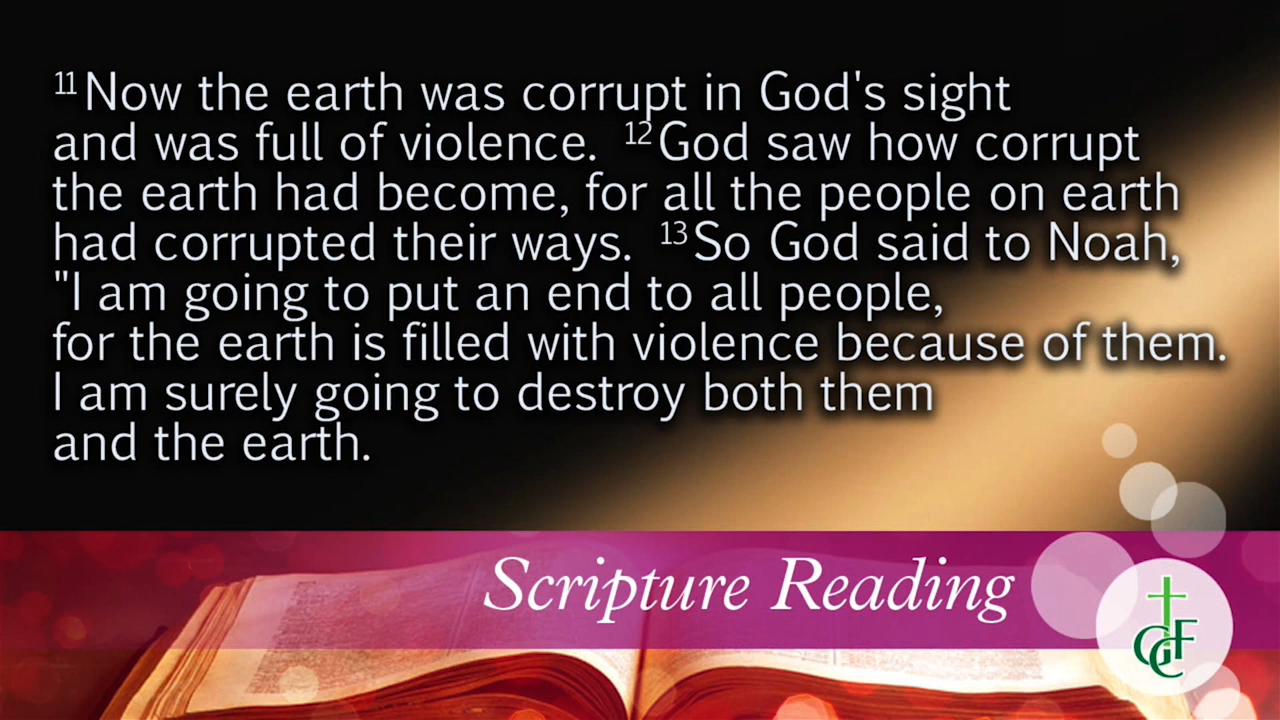 ¹¹Now the earth was corrupt in God's sight
and was full of violence. ¹²God saw how corrupt
the earth had become, for all the people on earth
had corrupted their ways. ¹³So God said to Noah,
"I am going to put an end to all people,
for the earth is filled with violence because of them.
I am surely going to destroy both them
and the earth.
Scripture Reading
GCF